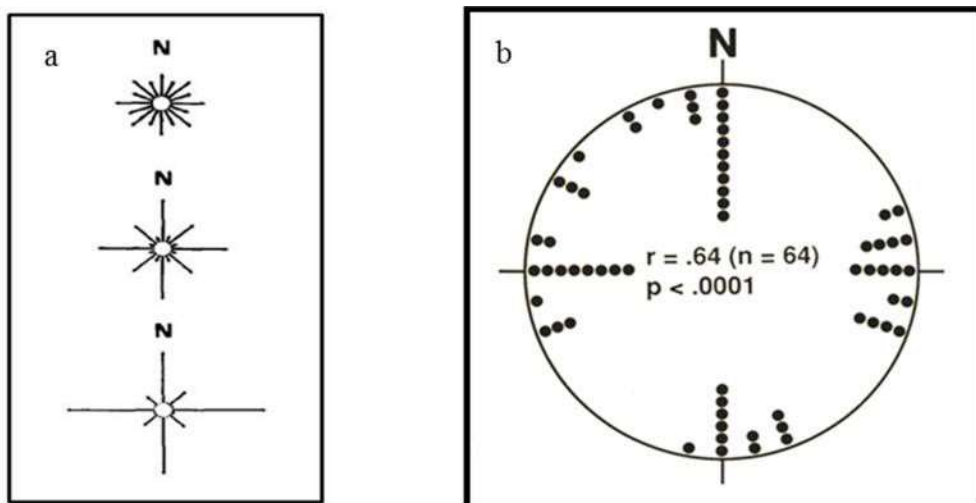 a
N
N
N
b
N
r = .64 (n = 64)
p < .0001